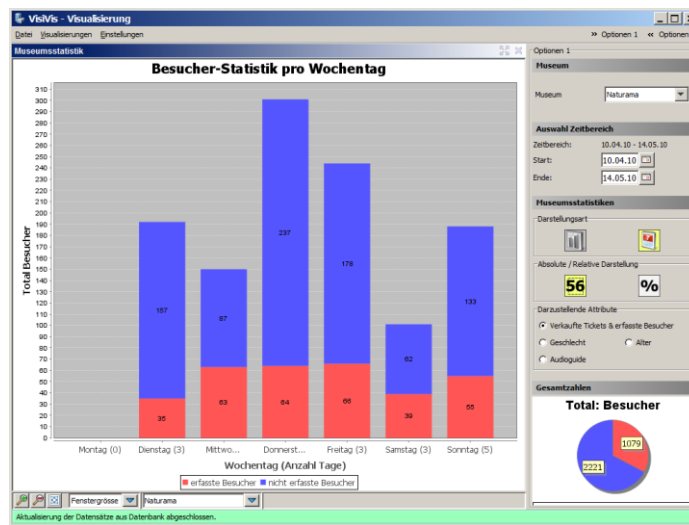 VisiVis - Visualisierung
Datei Visualisierungen Einstellungen
>> Optionen 1 << Optionen
Museumsstatistik
Besucher-Statistik pro Wochentag
Total Besucher
310
300
290
280
270
260
250
240
230
220
210
200
190
180
170
160
150
140
130
120
110
100
90
80
70
60
50
40
30
20
10
0
157 87 237 178 62 133
35 63 64 66 39 55
Montag (0) Dienstag (3) Mittwo... Donnerst... Freitag (3) Samstag (3) Sonntag (5)
Wochentag (Anzahl Tage)
erfasste Besucher nicht erfasste Besucher
Fenstergrösse Naturama
Aktualisierung der Datensätze aus Datenbank abgeschlossen.
Optionen 1
Museum
Museum Naturama
Auswahl Zeitbereich
Zeitbereich: 10.04.10 - 14.05.10
Start: 10.04.10
Ende: 14.05.10
Museumsstatistiken
Darstellungsart
Absolute / Relative Darstellung
56 %
Darzustellende Attribute
Verkaufte Tickets & erfasste Besucher
Geschlecht Alter
Audioguide
Gesamtzahlen
Total: Besucher
1079
2221